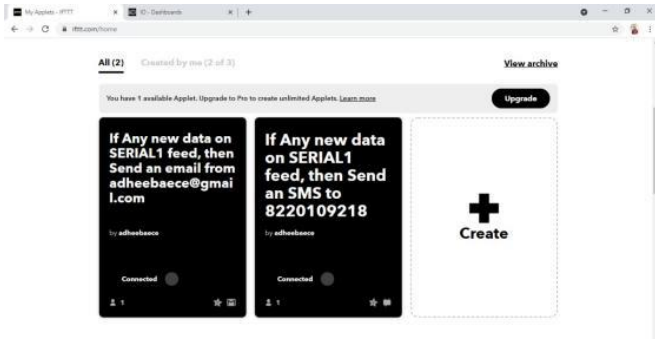 My Applets - IFTTT
IO - Dashboards
ifttt.com/home
All (2)
Created by me (2 of 3)
View archive
You have 1 available Applet. Upgrade to Pro to create unlimited Applets. Learn more
Upgrade
If Any new data on
SERIAL1 feed, then
Send an email from
adheebaece@gmai
l.com
by adheebaece
Connected
1
If Any new data
on SERIAL1
feed, then Send
an SMS to
8220109218
by adheebaece
Connected
1
Create